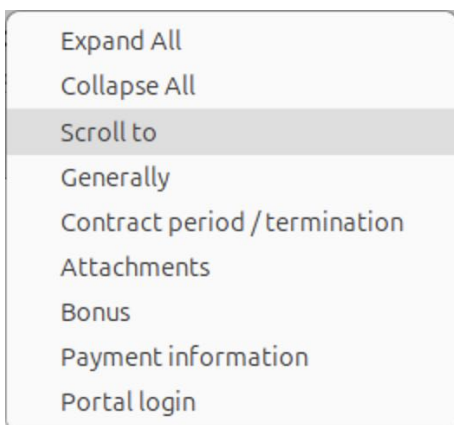 Expand All
Collapse All
Scroll to
Generally
Contract period / termination
Attachments
Bonus
Payment information
Portal login